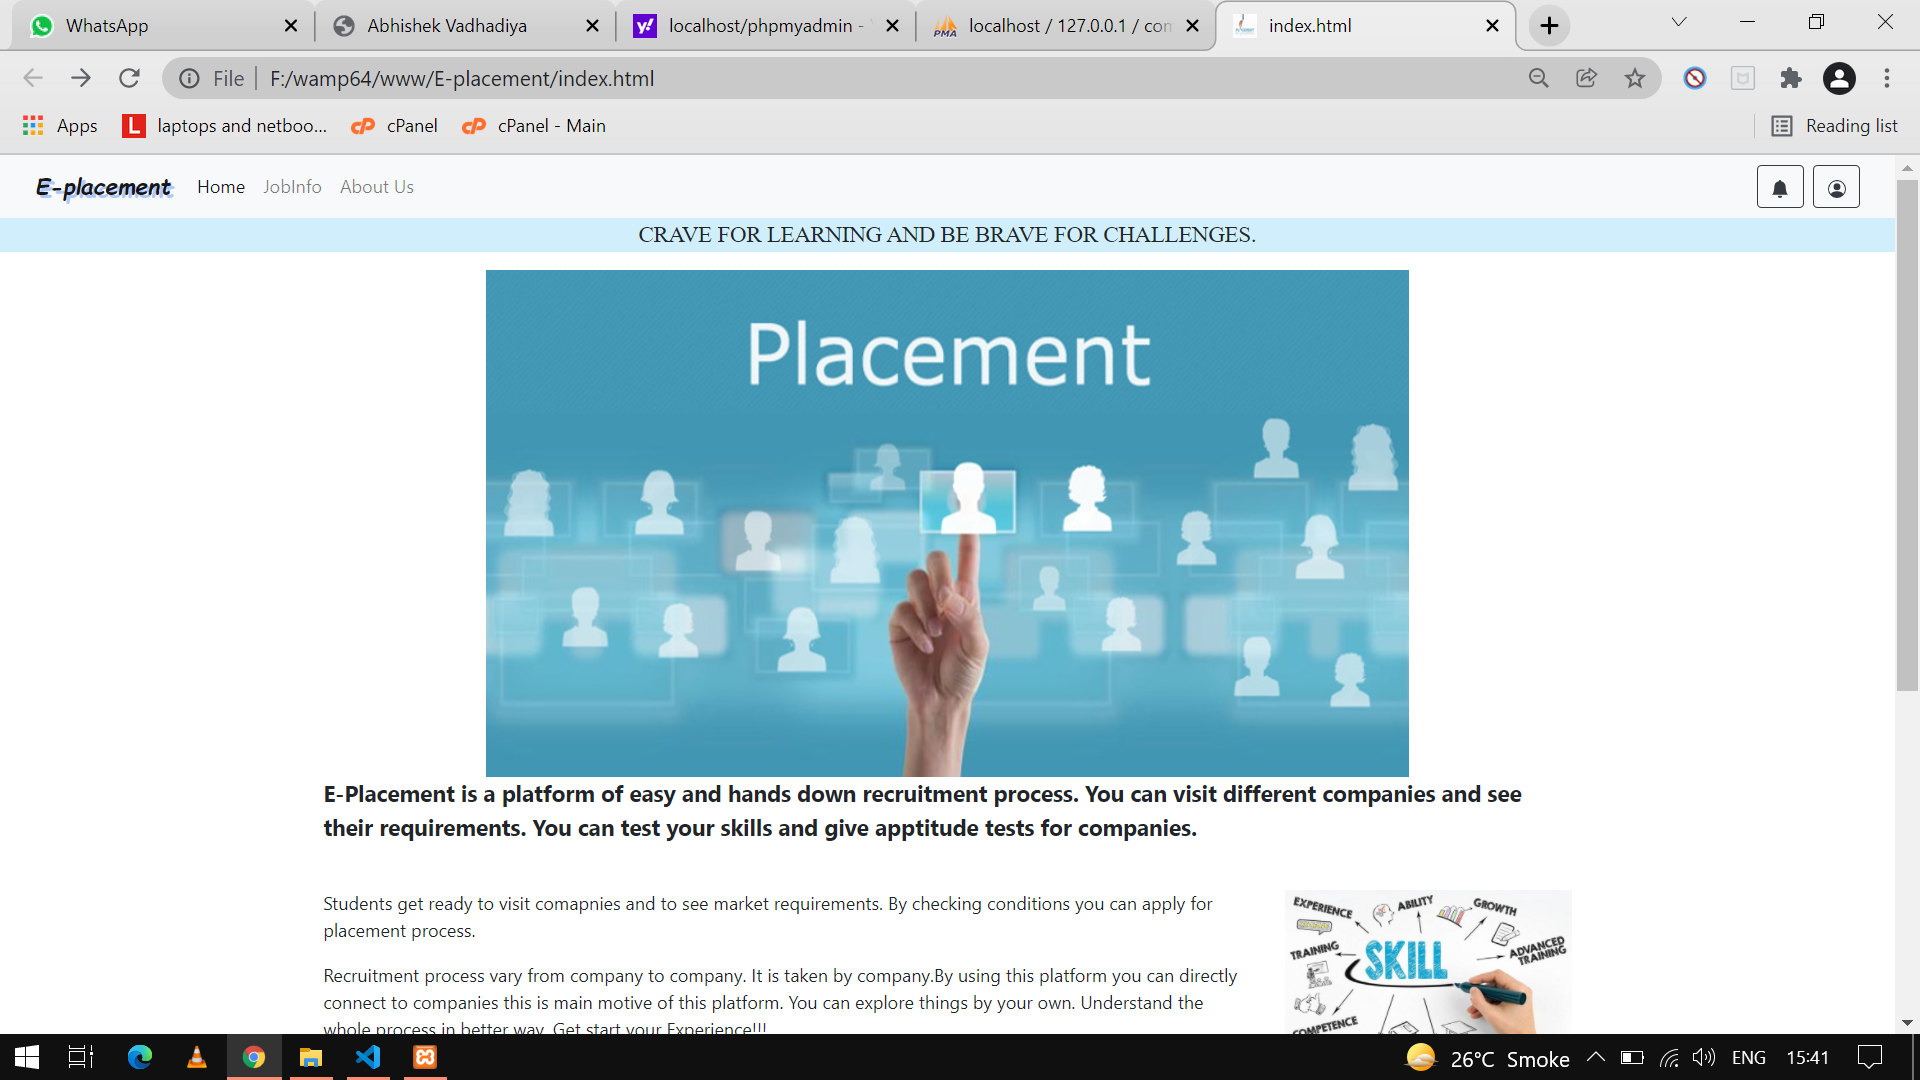 WhatsApp
Abhishek Vadhadiya
localhost/phpmyadmin -
localhost / 127.0.0.1 / con
index.html
File
F:/wamp64/www/E-placement/index.html
Apps
laptops and netboo...
cPanel
cPanel - Main
Reading list
E-placement
Home
JobInfo
About Us
CRAVE FOR LEARNING AND BE BRAVE FOR CHALLENGES.
Placement
E-Placement is a platform of easy and hands down recruitment process. You can visit different companies and see
their requirements. You can test your skills and give apptitude tests for companies.
Students get ready to visit comapnies and to see market requirements. By checking conditions you can apply for
placement process.
Recruitment process vary from company to company. It is taken by company.By using this platform you can directly
connect to companies this is main motive of this platform. You can explore things by your own. Understand the
whole process in better way. Get start your Experience!!!
EXPERIENCE
ABILITY
GROWTH
TRAINING
SKILL
ADVANCED
TRAINING
COMPETENCE
26°C Smoke
ENG
15:41